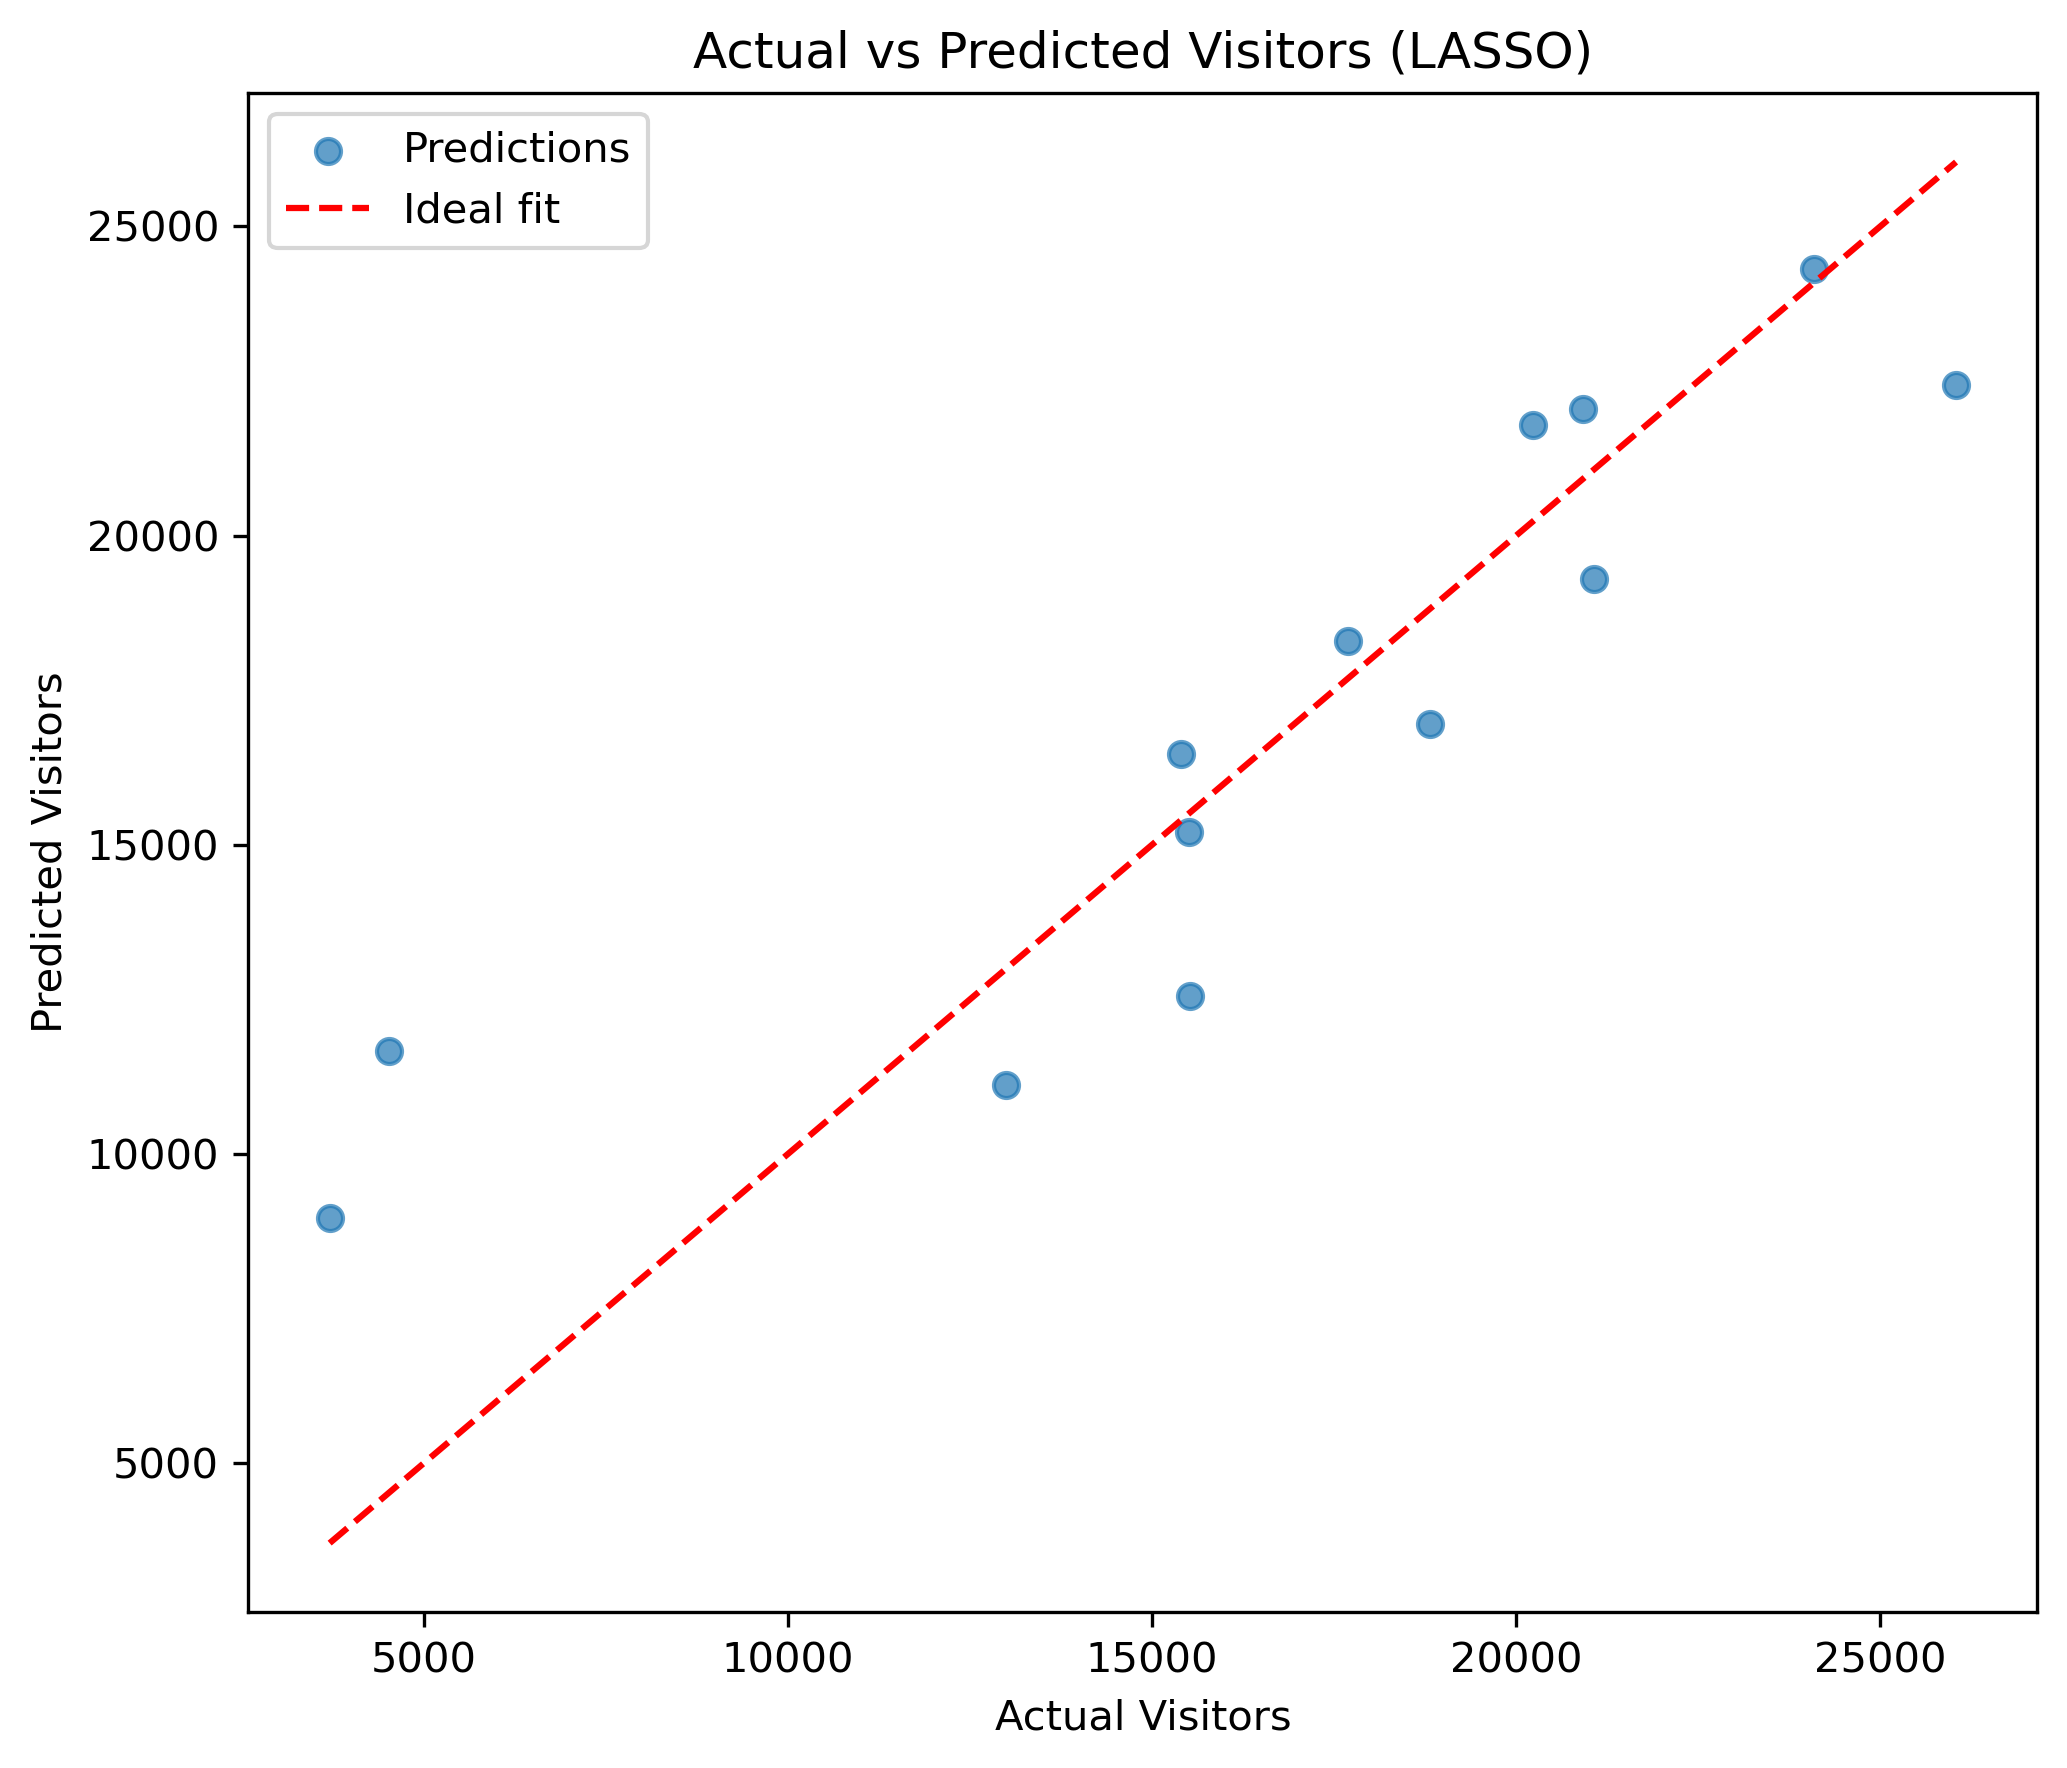 Actual vs Predicted Visitors (LASSO)
Predictions
Ideal fit
Predicted Visitors
25000
20000
15000
10000
5000
5000 10000 15000 20000 25000
Actual Visitors